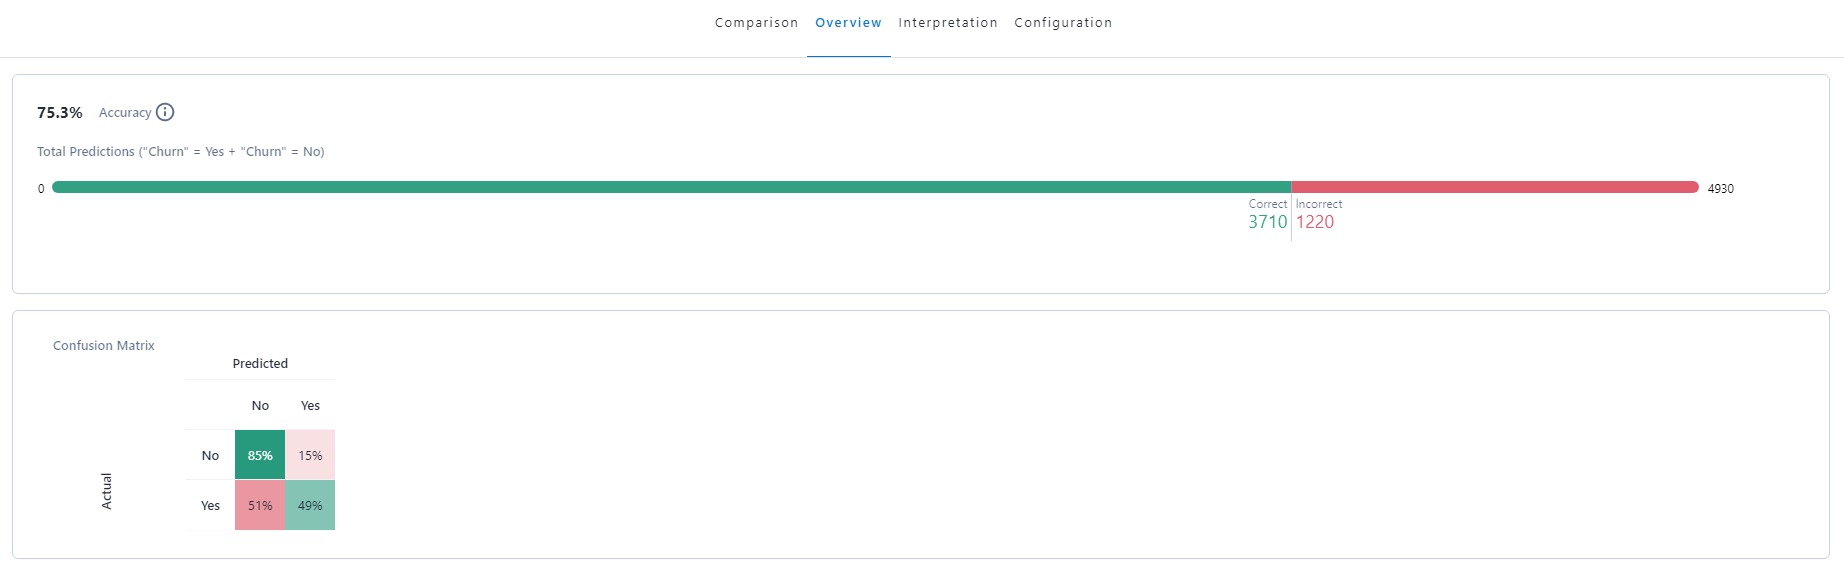 Comparison Overview Interpretation Configuration
75.3% Accuracy
Total Predictions ("Churn" = Yes + "Churn" = No)
0 4930
Correct Incorrect
3710 1220
Confusion Matrix
Predicted
No Yes
No 85% 15%
Actual
Yes 51% 49%